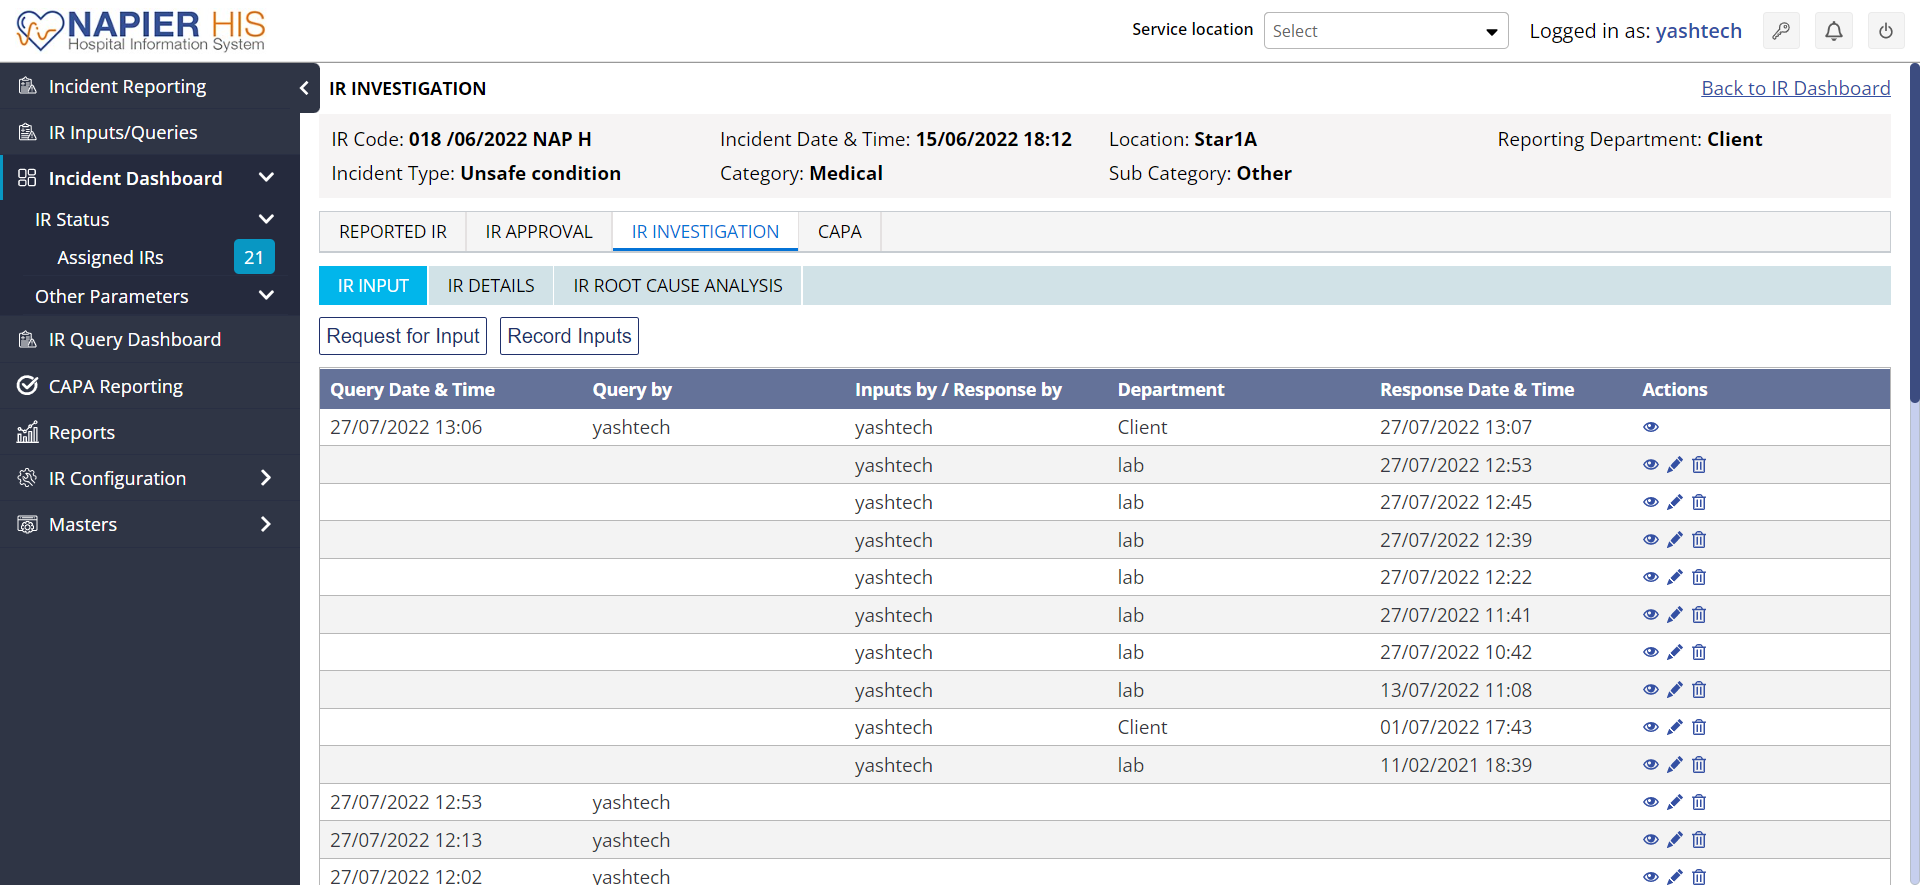 NAPIER HIS
Hospital Information System
Service location
Select
Logged in as: yashtech
Incident Reporting
IR Inputs/Queries
Incident Dashboard
IR Status
Assigned IRs 21
Other Parameters
IR Query Dashboard
CAPA Reporting
Reports
IR Configuration
Masters
IR INVESTIGATION
Back to IR Dashboard
IR Code: 018 /06/2022 NAP H Incident Date & Time: 15/06/2022 18:12 Location: Star1A Reporting Department: Client
Incident Type: Unsafe condition Category: Medical Sub Category: Other
REPORTED IR IR APPROVAL IR INVESTIGATION CAPA
IR INPUT IR DETAILS IR ROOT CAUSE ANALYSIS
Request for Input Record Inputs
Query Date & Time Query by Inputs by / Response by Department Response Date & Time Actions
27/07/2022 13:06 yashtech yashtech Client 27/07/2022 13:07
yashtech lab 27/07/2022 12:53
yashtech lab 27/07/2022 12:45
yashtech lab 27/07/2022 12:39
yashtech lab 27/07/2022 12:22
yashtech lab 27/07/2022 11:41
yashtech lab 27/07/2022 10:42
yashtech lab 13/07/2022 11:08
yashtech Client 01/07/2022 17:43
yashtech lab 11/02/2021 18:39
27/07/2022 12:53 yashtech
27/07/2022 12:13 yashtech
27/07/2022 12:02 yashtech